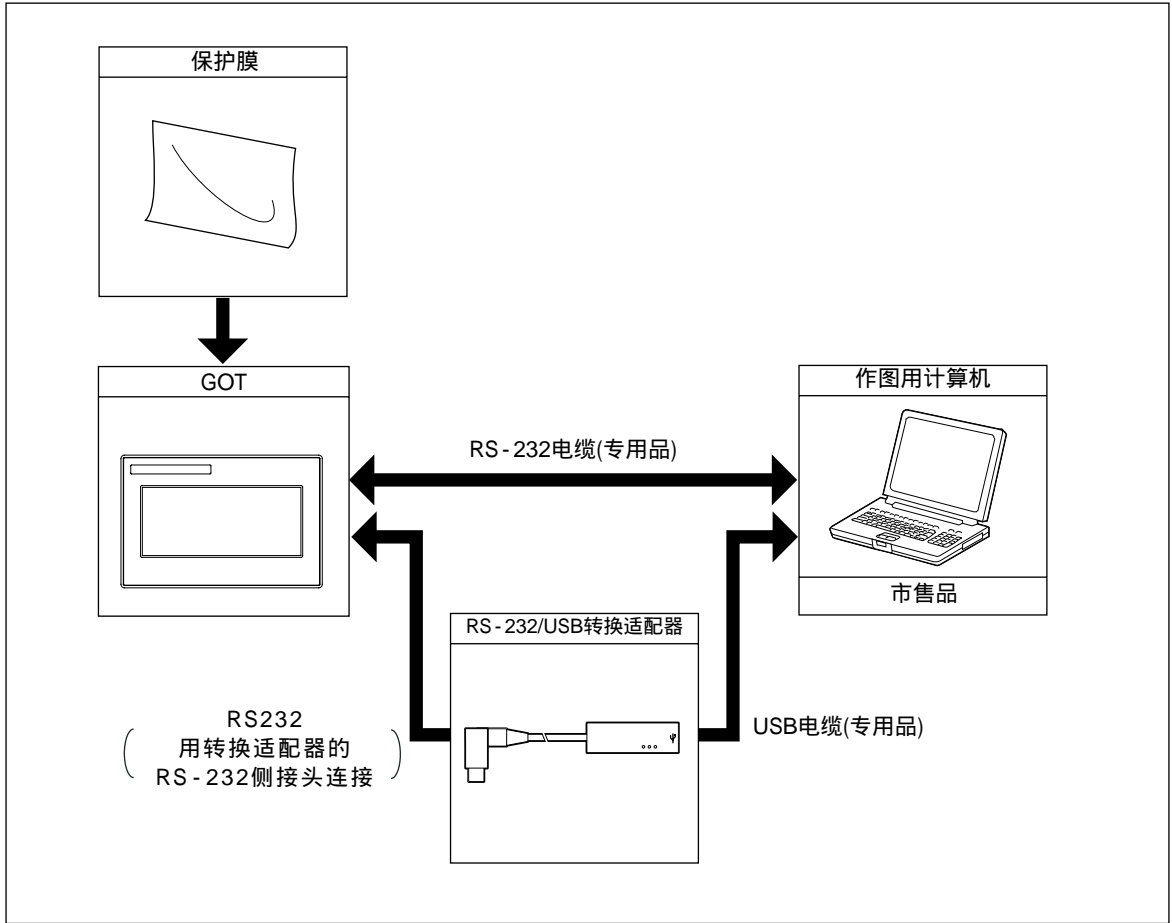 保护膜
GOT
作图用计算机
RS-232电缆(专用品)
市售品
RS-232/USB转换适配器
RS232
用转换适配器的
RS-232侧接头连接
USB电缆(专用品)